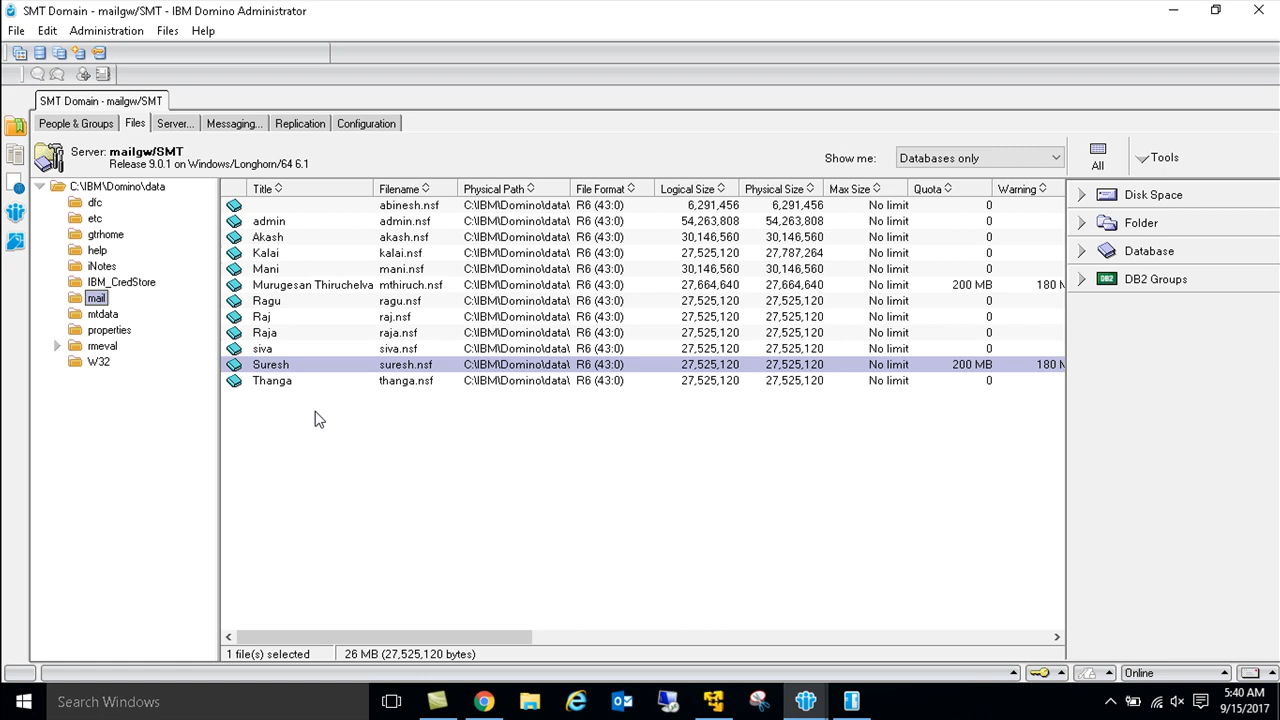 SMT Domain - mailgw/SMT - IBM Domino Administrator
File Edit Administration Files Help
SMT Domain - mailgw/SMT
People & Groups Files Server... Messaging... Replication Configuration
Server: mailgw/SMT
Release 9.0.1 on Windows/Longhorn/64 6.1
Show me: Databases only
All
Tools
C:\IBM\Domino\data
dfc
etc
gtrhome
help
iNotes
IBM_CredStore
mail
mtdata
properties
rmeval
W32
Title Filename Physical Path File Format Logical Size Physical Size Max Size Quota Warning
abinesh.nsf C:\IBM\Domino\data\ R6 (43:0) 6,291,456 6,291,456 No limit 0 0
admin admin.nsf C:\IBM\Domino\data\ R6 (43:0) 54,263,808 54,263,808 No limit 0 0
Akash akash.nsf C:\IBM\Domino\data\ R6 (43:0) 30,146,560 30,146,560 No limit 0 0
Kalai kalai.nsf C:\IBM\Domino\data\ R6 (43:0) 27,525,120 27,787,264 No limit 0 0
Mani mani.nsf C:\IBM\Domino\data\ R6 (43:0) 30,146,560 30,146,560 No limit 0 0
Murugesan Thiruchelva mthiruch.nsf C:\IBM\Domino\data\ R6 (43:0) 27,664,640 27,664,640 No limit 200 MB 180 M
Ragu ragu.nsf C:\IBM\Domino\data\ R6 (43:0) 27,525,120 27,525,120 No limit 0 0
Raj raj.nsf C:\IBM\Domino\data\ R6 (43:0) 27,525,120 27,525,120 No limit 0 0
Raja raja.nsf C:\IBM\Domino\data\ R6 (43:0) 27,525,120 27,525,120 No limit 0 0
siva siva.nsf C:\IBM\Domino\data\ R6 (43:0) 27,525,120 27,525,120 No limit 0 0
Suresh suresh.nsf C:\IBM\Domino\data\ R6 (43:0) 27,525,120 27,525,120 No limit 200 MB 180 M
Thanga thanga.nsf C:\IBM\Domino\data\ R6 (43:0) 27,525,120 27,525,120 No limit 0 0
Disk Space
Folder
Database
DB2 DB2 Groups
1 file(s) selected 26 MB (27,525,120 bytes)
Online
Search Windows
5:40 AM
9/15/2017